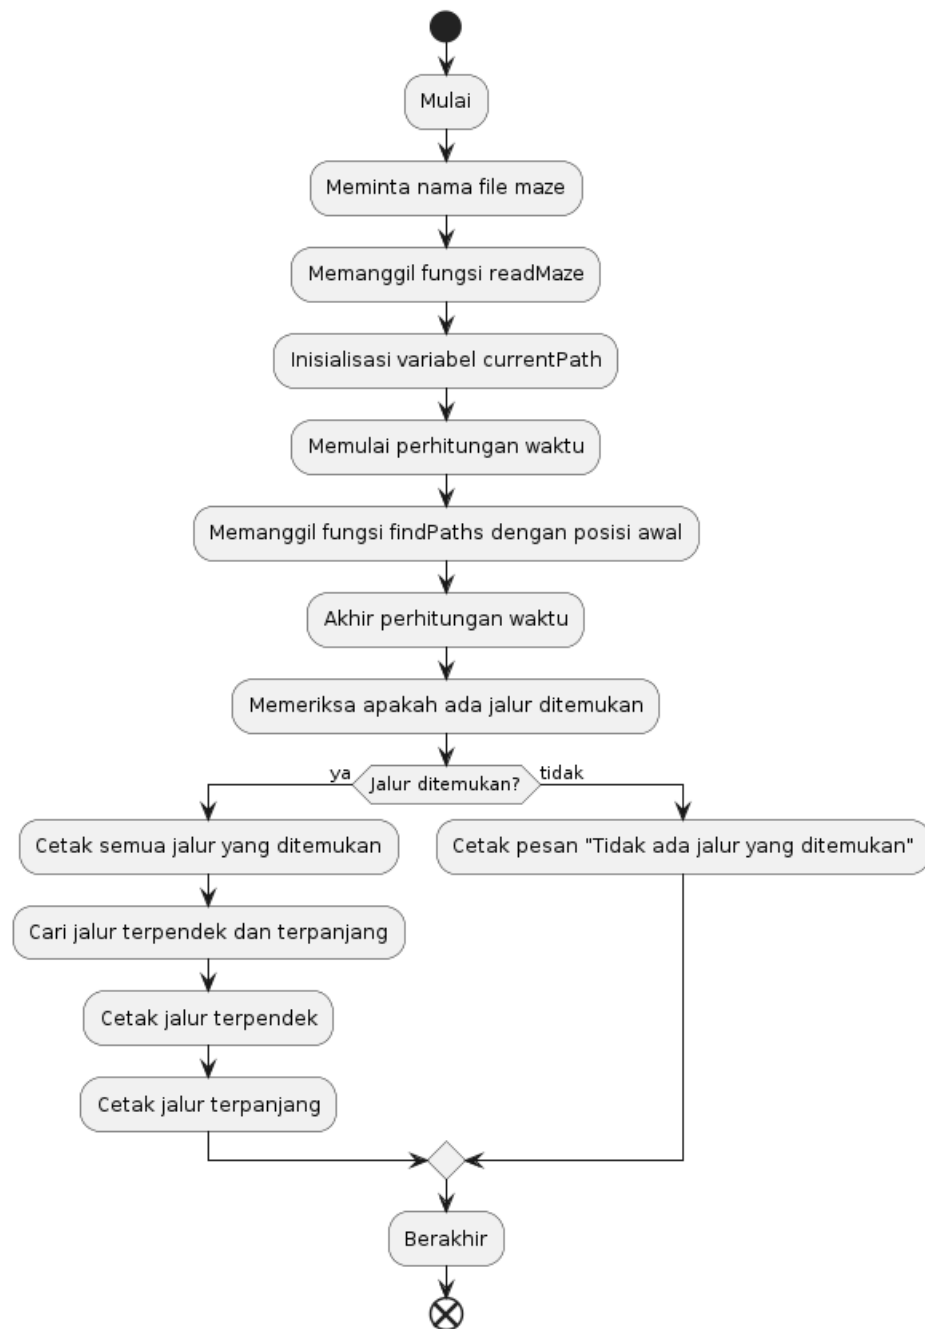 Mulai
Meminta nama file maze
Memanggil fungsi readMaze
Inisialisasi variabel currentPath
Memulai perhitungan waktu
Memanggil fungsi findPaths dengan posisi awal
Akhir perhitungan waktu
Memeriksa apakah ada jalur ditemukan
ya
Jalur ditemukan?
tidak
Cetak semua jalur yang ditemukan
Cetak pesan "Tidak ada jalur yang ditemukan"
Cari jalur terpendek dan terpanjang
Cetak jalur terpendek
Cetak jalur terpanjang
Berakhir